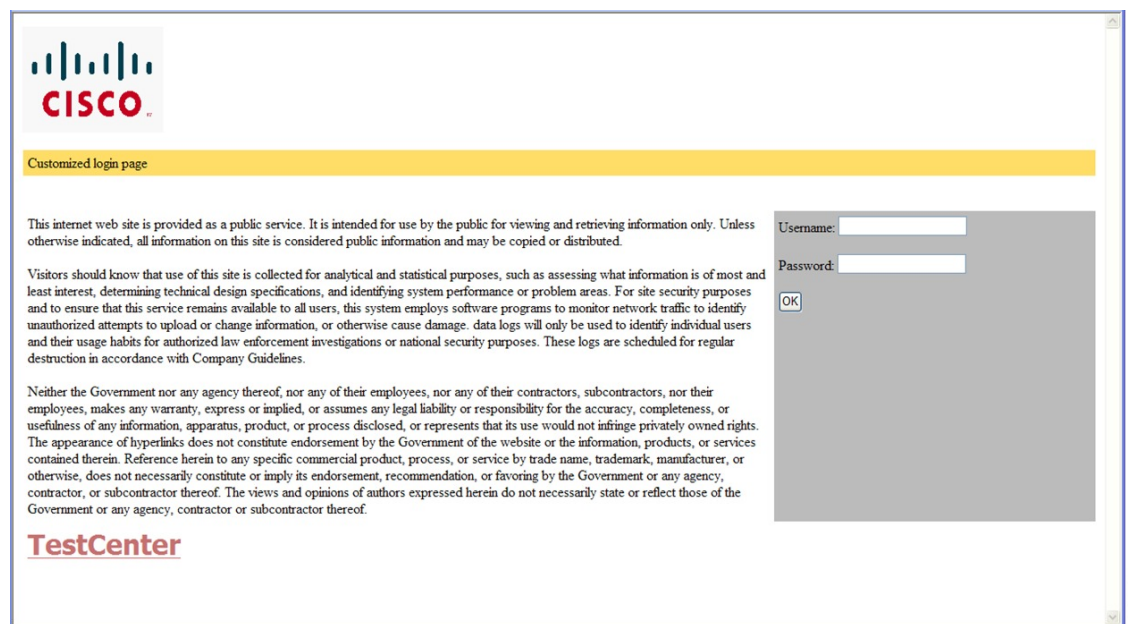 CISCO
Customized login page
This internet web site is provided as a public service. It is intended for use by the public for viewing and retrieving information only. Unless
otherwise indicated, all information on this site is considered public information and may be copied or distributed.
Username:
Visitors should know that use of this site is collected for analytical and statistical purposes, such as assessing what information is of most and
least interest, determining technical design specifications, and identifying system performance or problem areas. For site security purposes
and to ensure that this service remains available to all users, this system employs software programs to monitor network traffic to identify
unauthorized attempts to upload or change information, or otherwise cause damage. data logs will only be used to identify individual users
and their usage habits for authorized law enforcement investigations or national security purposes. These logs are scheduled for regular
destruction in accordance with Company Guidelines.
Password:
OK
Neither the Government nor any agency thereof, nor any of their employees, nor any of their contractors, subcontractors, nor their
employees, makes any warranty, express or implied, or assumes any legal liability or responsibility for the accuracy, completeness, or
usefulness of any information, apparatus, product, or process disclosed, or represents that its use would not infringe privately owned rights.
The appearance of hyperlinks does not constitute endorsement by the Government of the website or the information, products, or services
contained therein. Reference herein to any specific commercial product, process, or service by trade name, trademark, manufacturer, or
otherwise, does not necessarily constitute or imply its endorsement, recommendation, or favoring by the Government or any agency,
contractor, or subcontractor thereof. The views and opinions of authors expressed herein do not necessarily state or reflect those of the
Government or any agency, contractor or subcontractor thereof.
TestCenter